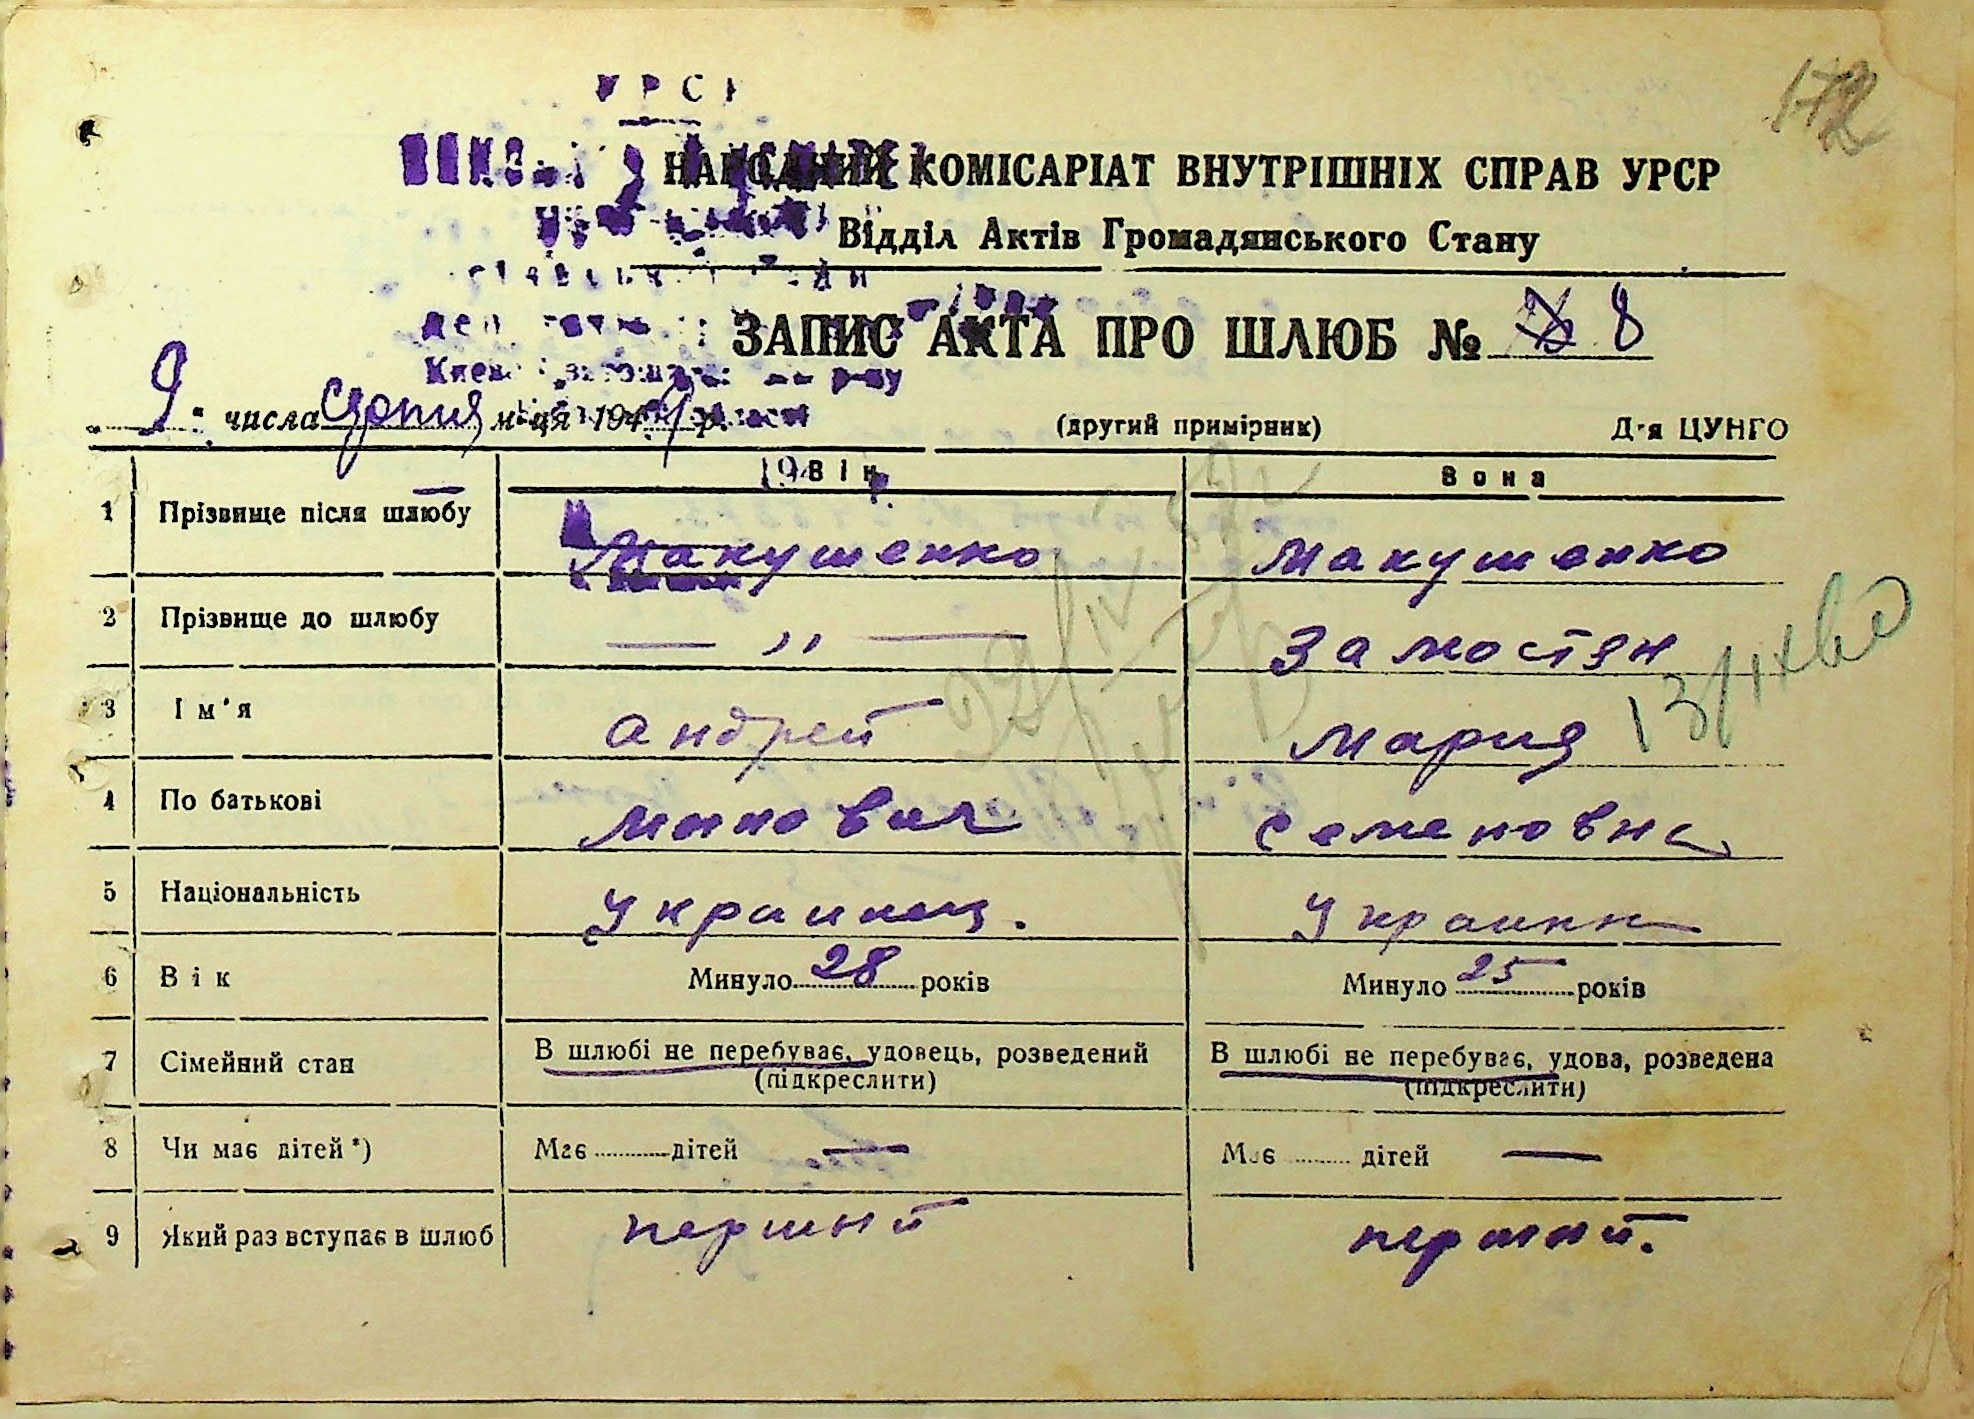 172
НАРОДНИЙ КОМІСАРІАТ ВНУТРІШНІХ СПРАВ УРСР
Відділ Актів Громадянського Стану
ЗАПИС АКТА ПРО ШЛЮБ № 8
9 числа серпня м-ця 194 р.
(другий примірник) Д-я ЦУНГО
Він Вона
1 Прізвище після шлюбу Макушенко Макушенко
2 Прізвище до шлюбу — ,, — Замостян
3 Ім'я Андрей Мария
4 По батькові Минович Семеновна
5 Національність Украинец. Украинк
6 Вік Минуло 28 років Минуло 25 років
7 Сімейний стан В шлюбі не перебуває, удовець, розведений В шлюбі не перебуває, удова, розведена
(підкреслити) (підкреслити)
8 Чи має дітей *) Має дітей — Має дітей —
9 Який раз вступає в шлюб первый первый.